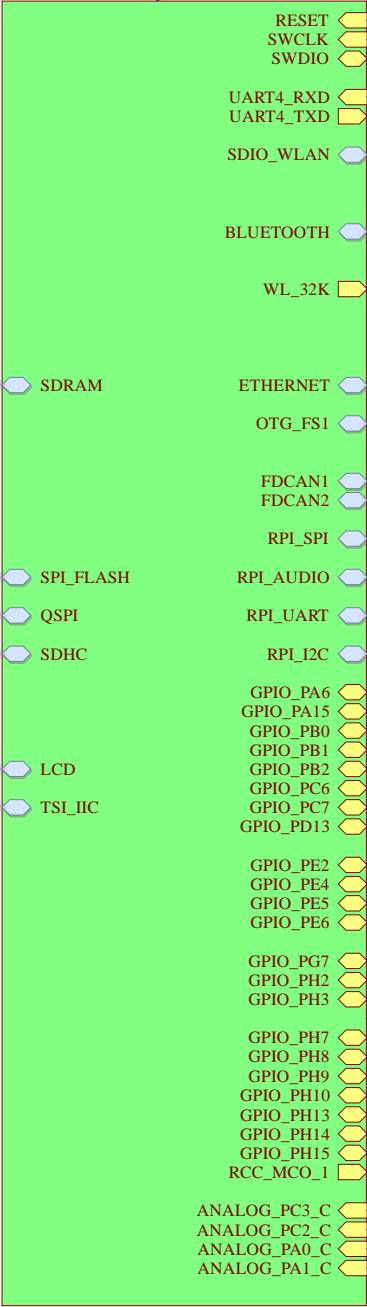 RESET
SWCLK
SWDIO
UART4_RXD
UART4_TXD
SDIO_WLAN
BLUETOOTH
WL_32K
SDRAM ETHERNET
OTG_FS1
FDCAN1
FDCAN2
RPI_SPI
SPI_FLASH RPI_AUDIO
QSPI RPI_UART
SDHC RPI_I2C
GPIO_PA6
GPIO_PA15
GPIO_PB0
GPIO_PB1
LCD GPIO_PB2
GPIO_PC6
TSI_IIC GPIO_PC7
GPIO_PD13
GPIO_PE2
GPIO_PE4
GPIO_PE5
GPIO_PE6
GPIO_PG7
GPIO_PH2
GPIO_PH3
GPIO_PH7
GPIO_PH8
GPIO_PH9
GPIO_PH10
GPIO_PH13
GPIO_PH14
GPIO_PH15
RCC_MCO_1
ANALOG_PC3_C
ANALOG_PC2_C
ANALOG_PA0_C
ANALOG_PA1_C